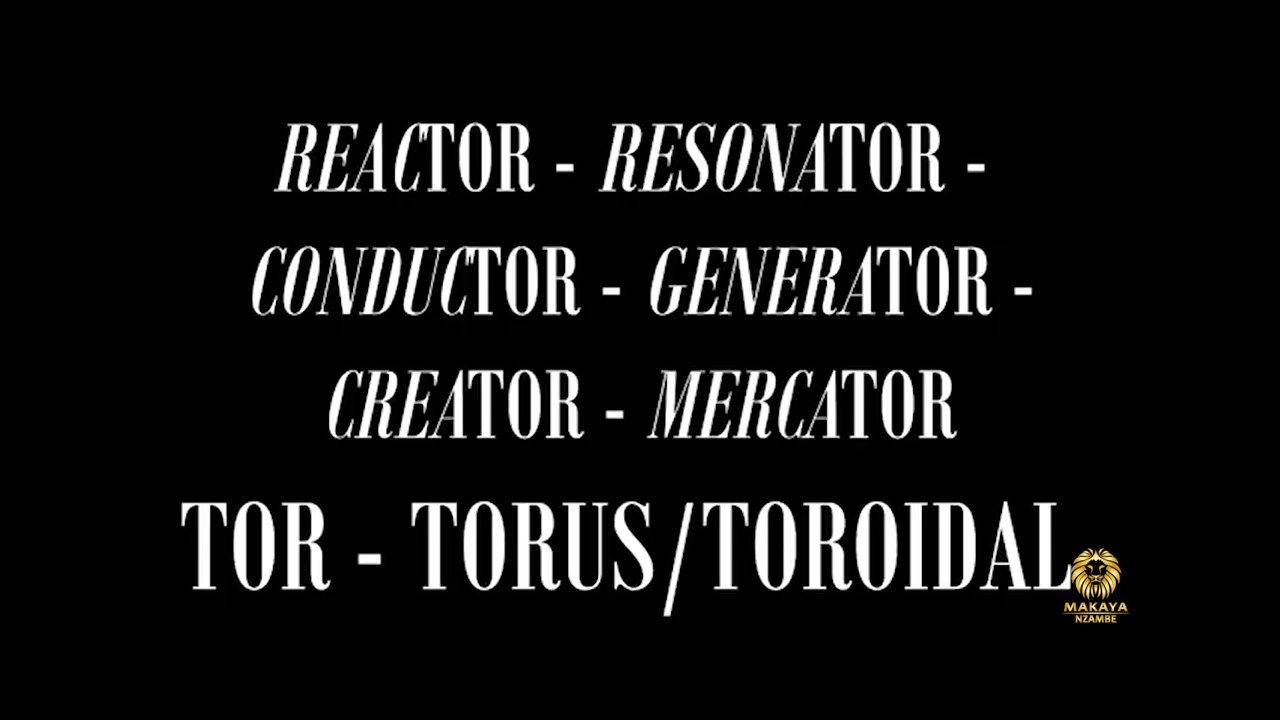 REACTOR - RESONATOR -
CONDUCTOR - GENERATOR -
CREATOR - MERCATOR
TOR - TORUS/TOROIDAL
MAKAYA
NZAMBE